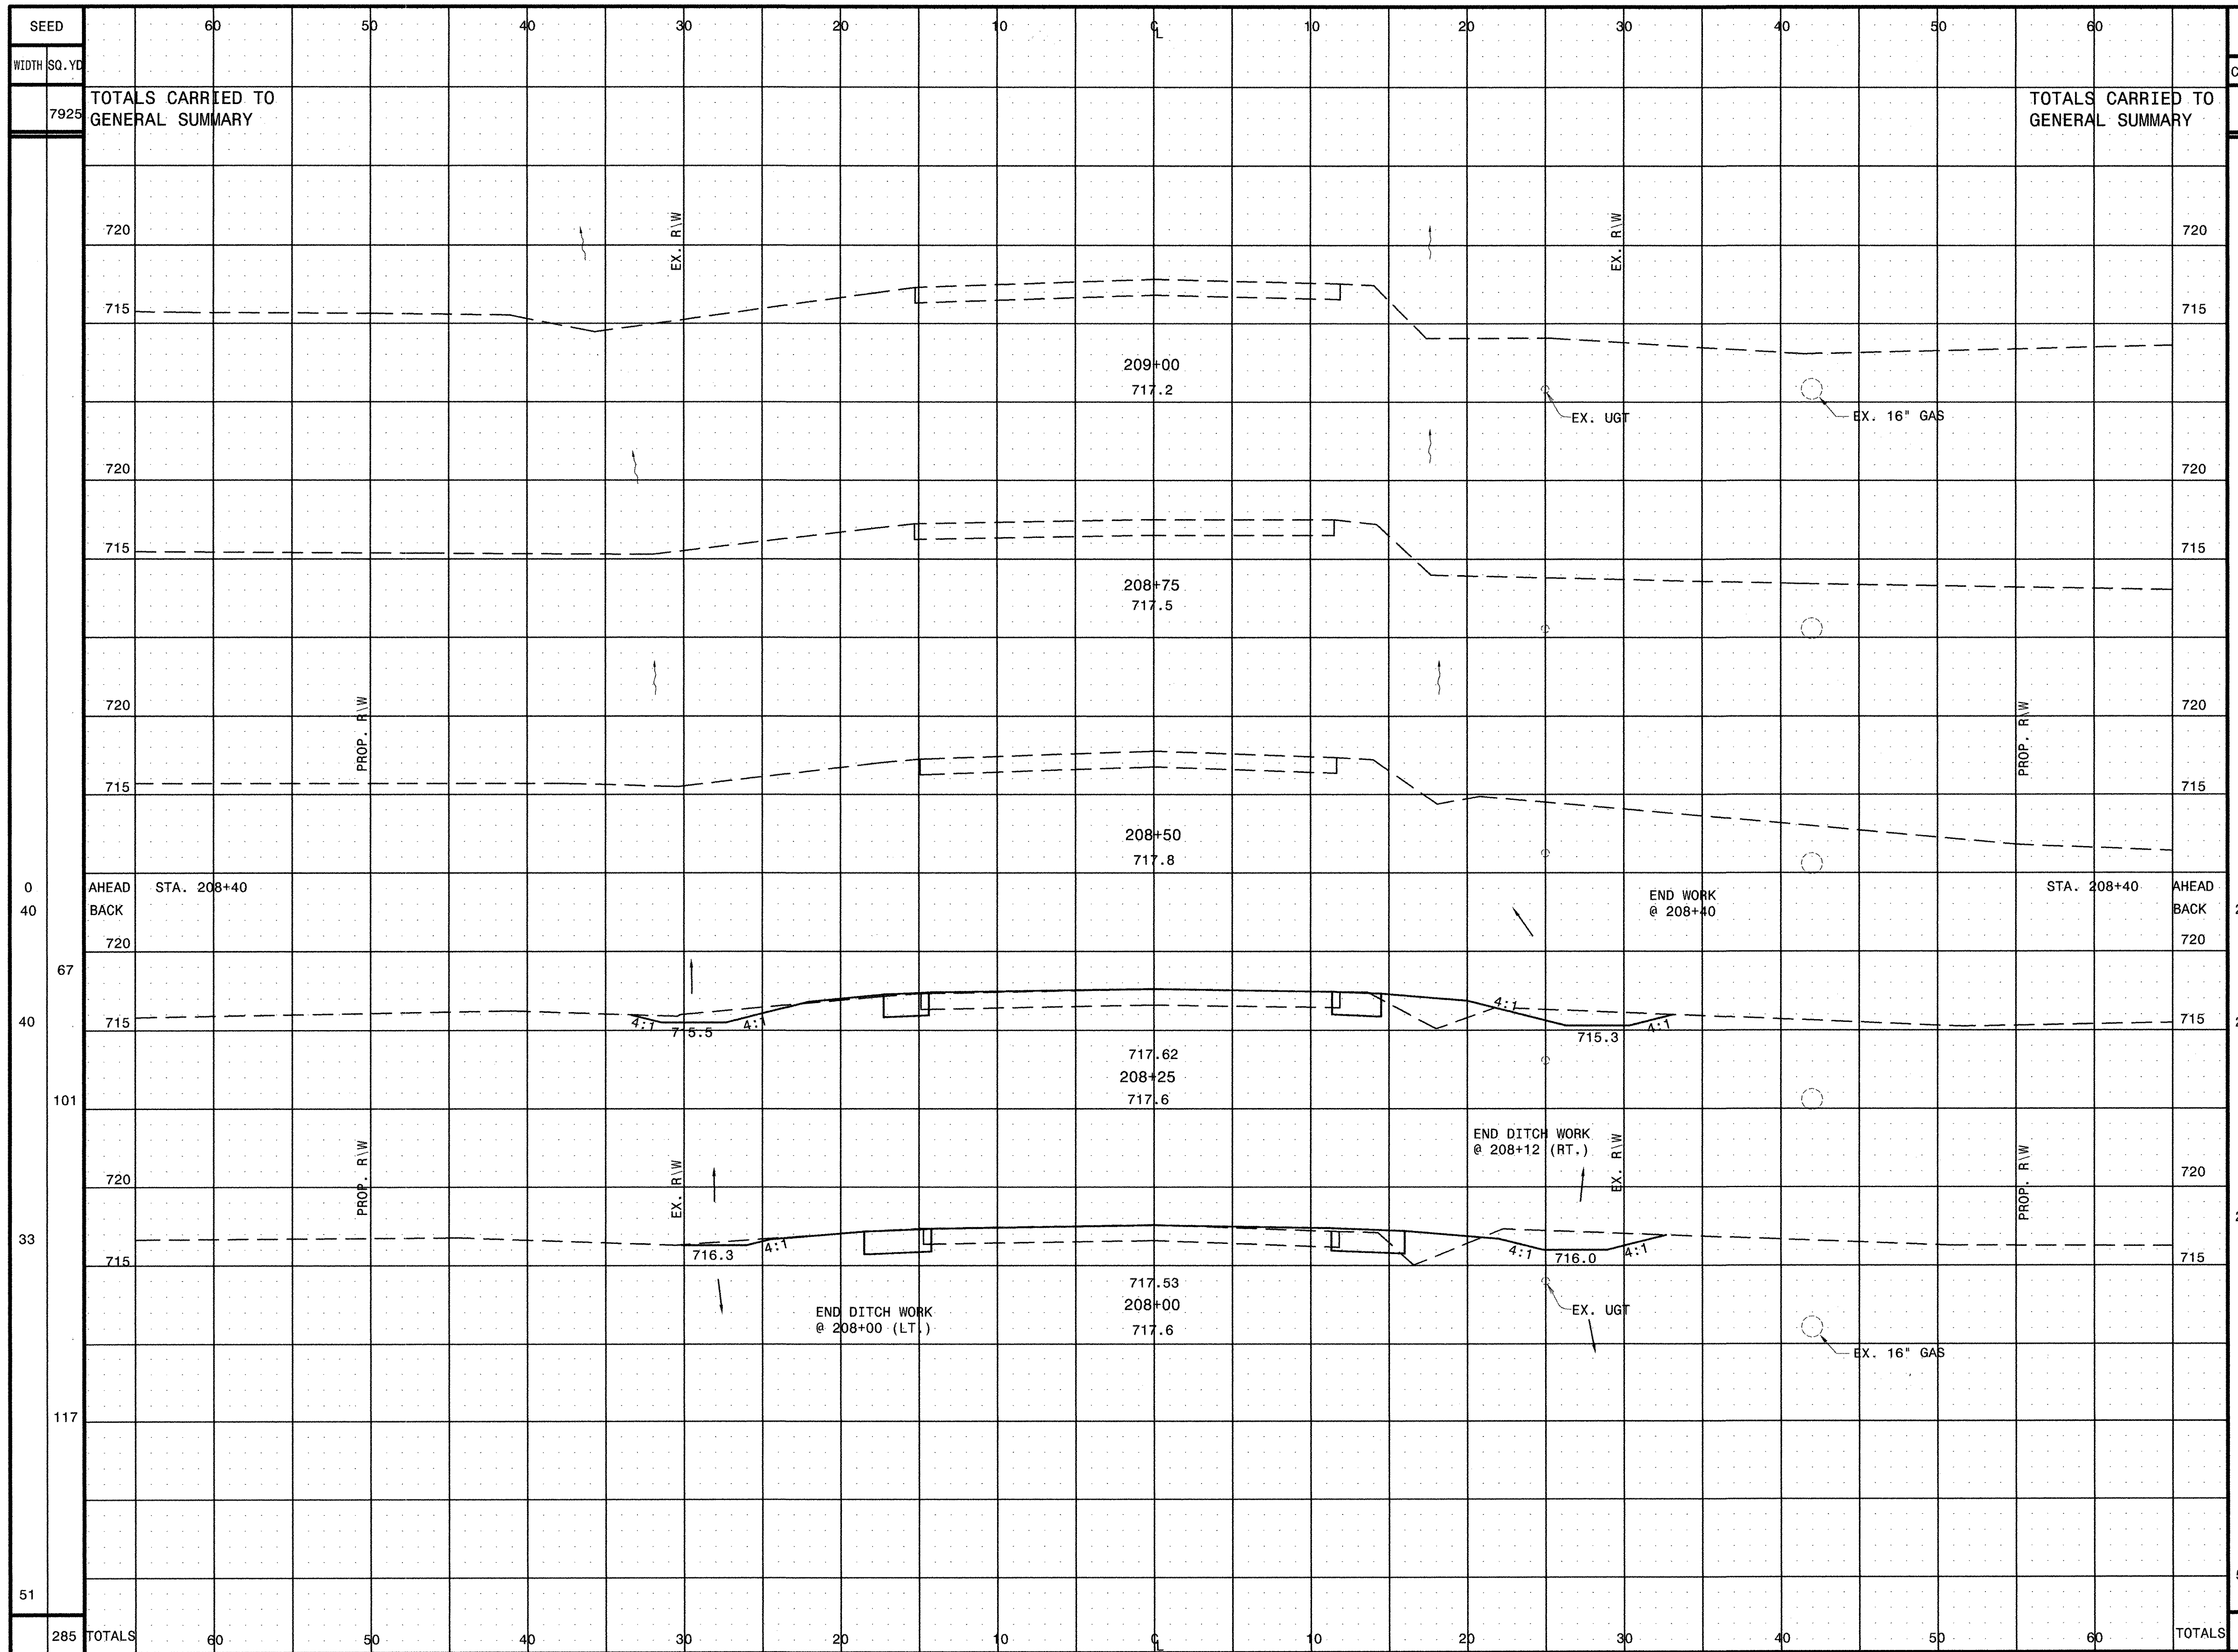 SEED
60 50 40 30 20 10 CL 10 20 30 40 50 60
WIDTH SQ.YD
7925
TOTALS CARRIED TO
GENERAL SUMMARY
TOTALS CARRIED TO
GENERAL SUMMARY
EX. R\W
EX. R\W
720 720
715 715
209+00
717.2
EX. UGT
EX. 16" GAS
720 720
715 715
208+75
717.5
PROP. R\W
PROP. R\W
720 720
715 715
208+50
717.8
0 AHEAD STA. 208+40
40 BACK
END WORK
@ 208+40
STA. 208+40 AHEAD
BACK
720 720
67
40 715
4:1 715.5 4:1
4:1 715.3 4:1
715
717.62
208+25
717.6
101
END DITCH WORK
@ 208+12 (RT.)
PROP. R\W
EX. R\W
EX. R\W
PROP. R\W
720 720
33
716.3 4:1
4:1 716.0 4:1
715 715
717.53
208+00
717.6
END DITCH WORK
@ 208+00 (LT.)
EX. UGT
EX. 16" GAS
117
51
285 TOTALS
60 50 40 30 20 10 CL 10 20 30 40 50 60
TOTALS